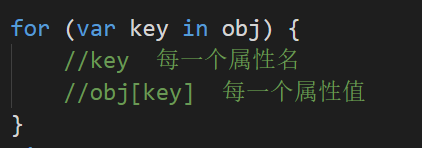 for (var key in obj) {
    //key  每一个属性名
    //obj[key]  每一个属性值
}